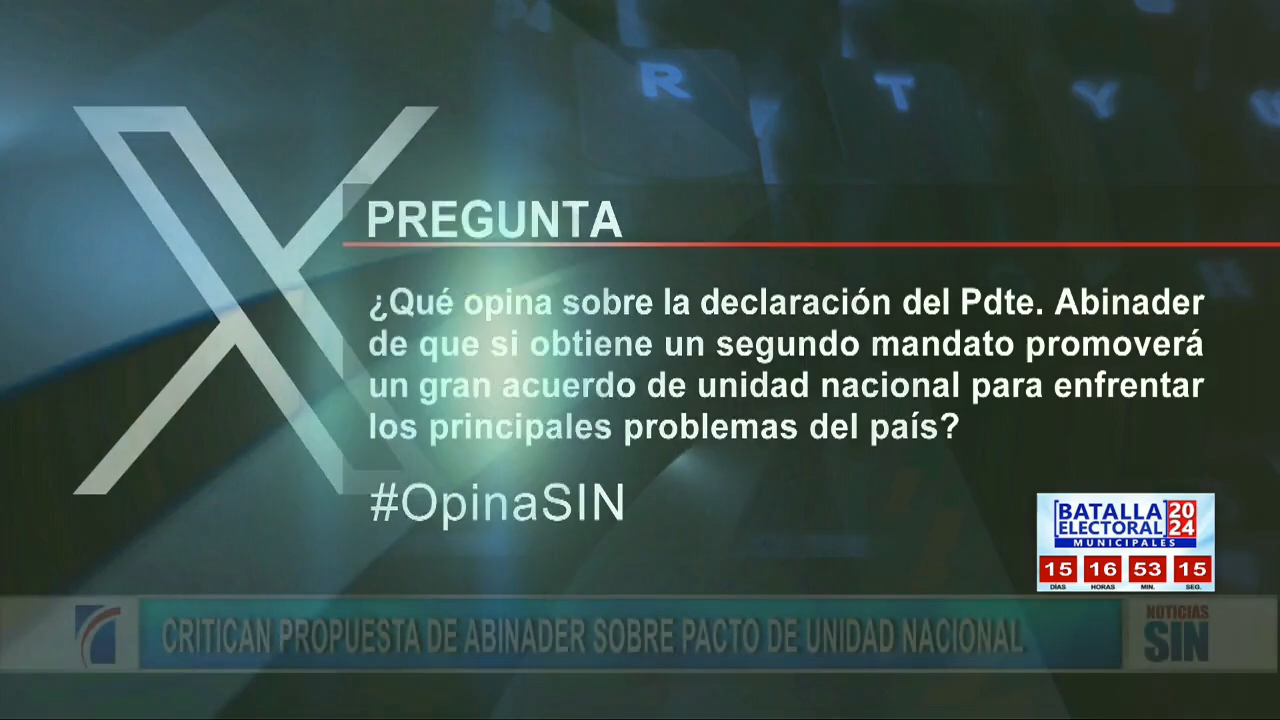 R T Y
PREGUNTA
¿Qué opina sobre la declaración del Pdte. Abinader
de que si obtiene un segundo mandato promoverá
un gran acuerdo de unidad nacional para enfrentar
los principales problemas del país?
#OpinaSIN
BATALLA 20
ELECTORAL 24
MUNICIPALES
15 16 53 15
DÍAS HORAS MIN. SEG.
CRITICAN PROPUESTA DE ABINADER SOBRE PACTO DE UNIDAD NACIONAL
NOTICIAS
SIN